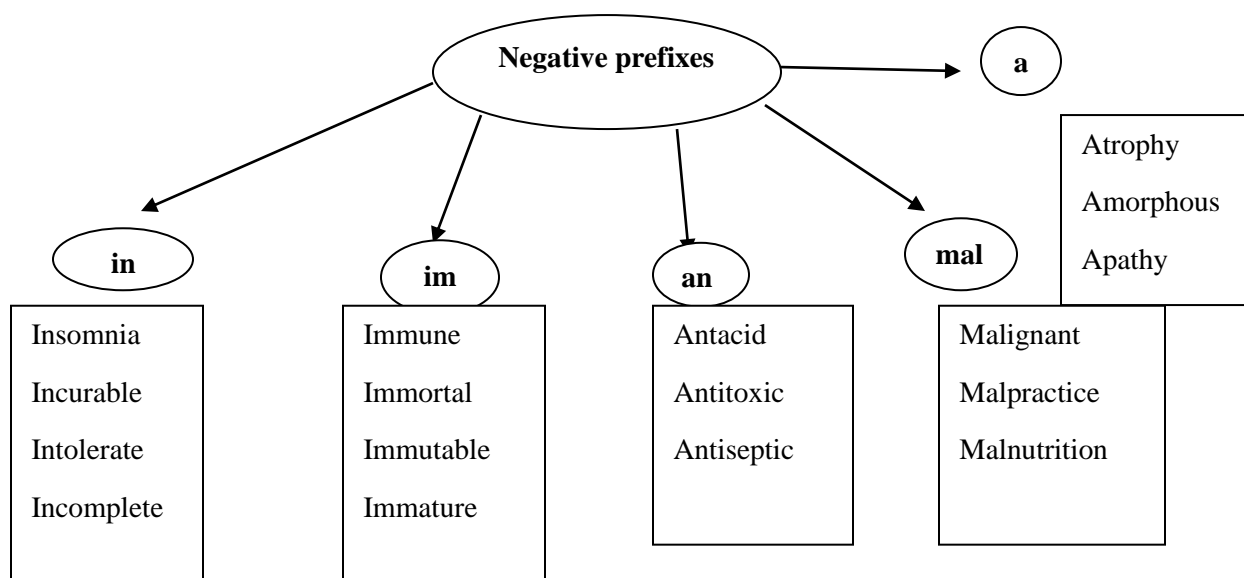 Negative prefixes
a
Atrophy
Amorphous
Apathy
in
Insomnia
Incurable
Intolerate
Incomplete
im
Immune
Immortal
Immutable
Immature
an
Antacid
Antitoxic
Antiseptic
mal
Malignant
Malpractice
Malnutrition